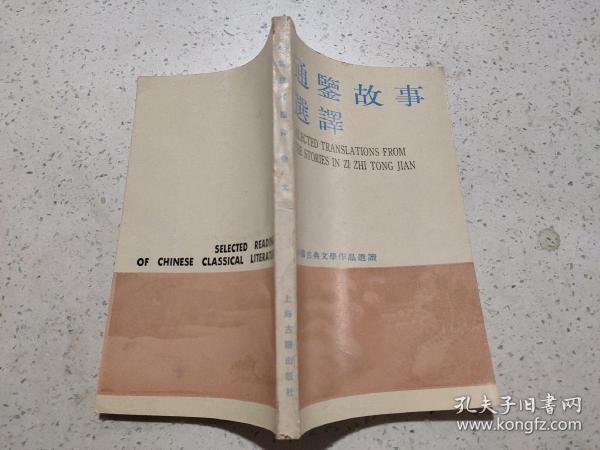 通鑒故事
選譯
SELECTED TRANSLATIONS FROM
THE STORIES IN ZI ZHI TONG JIAN
中國古典文學作品選讀
SELECTED READING
OF CHINESE CLASSICAL LITERATU
上海古籍出版社
孔夫子旧书网
www.kongfz.com